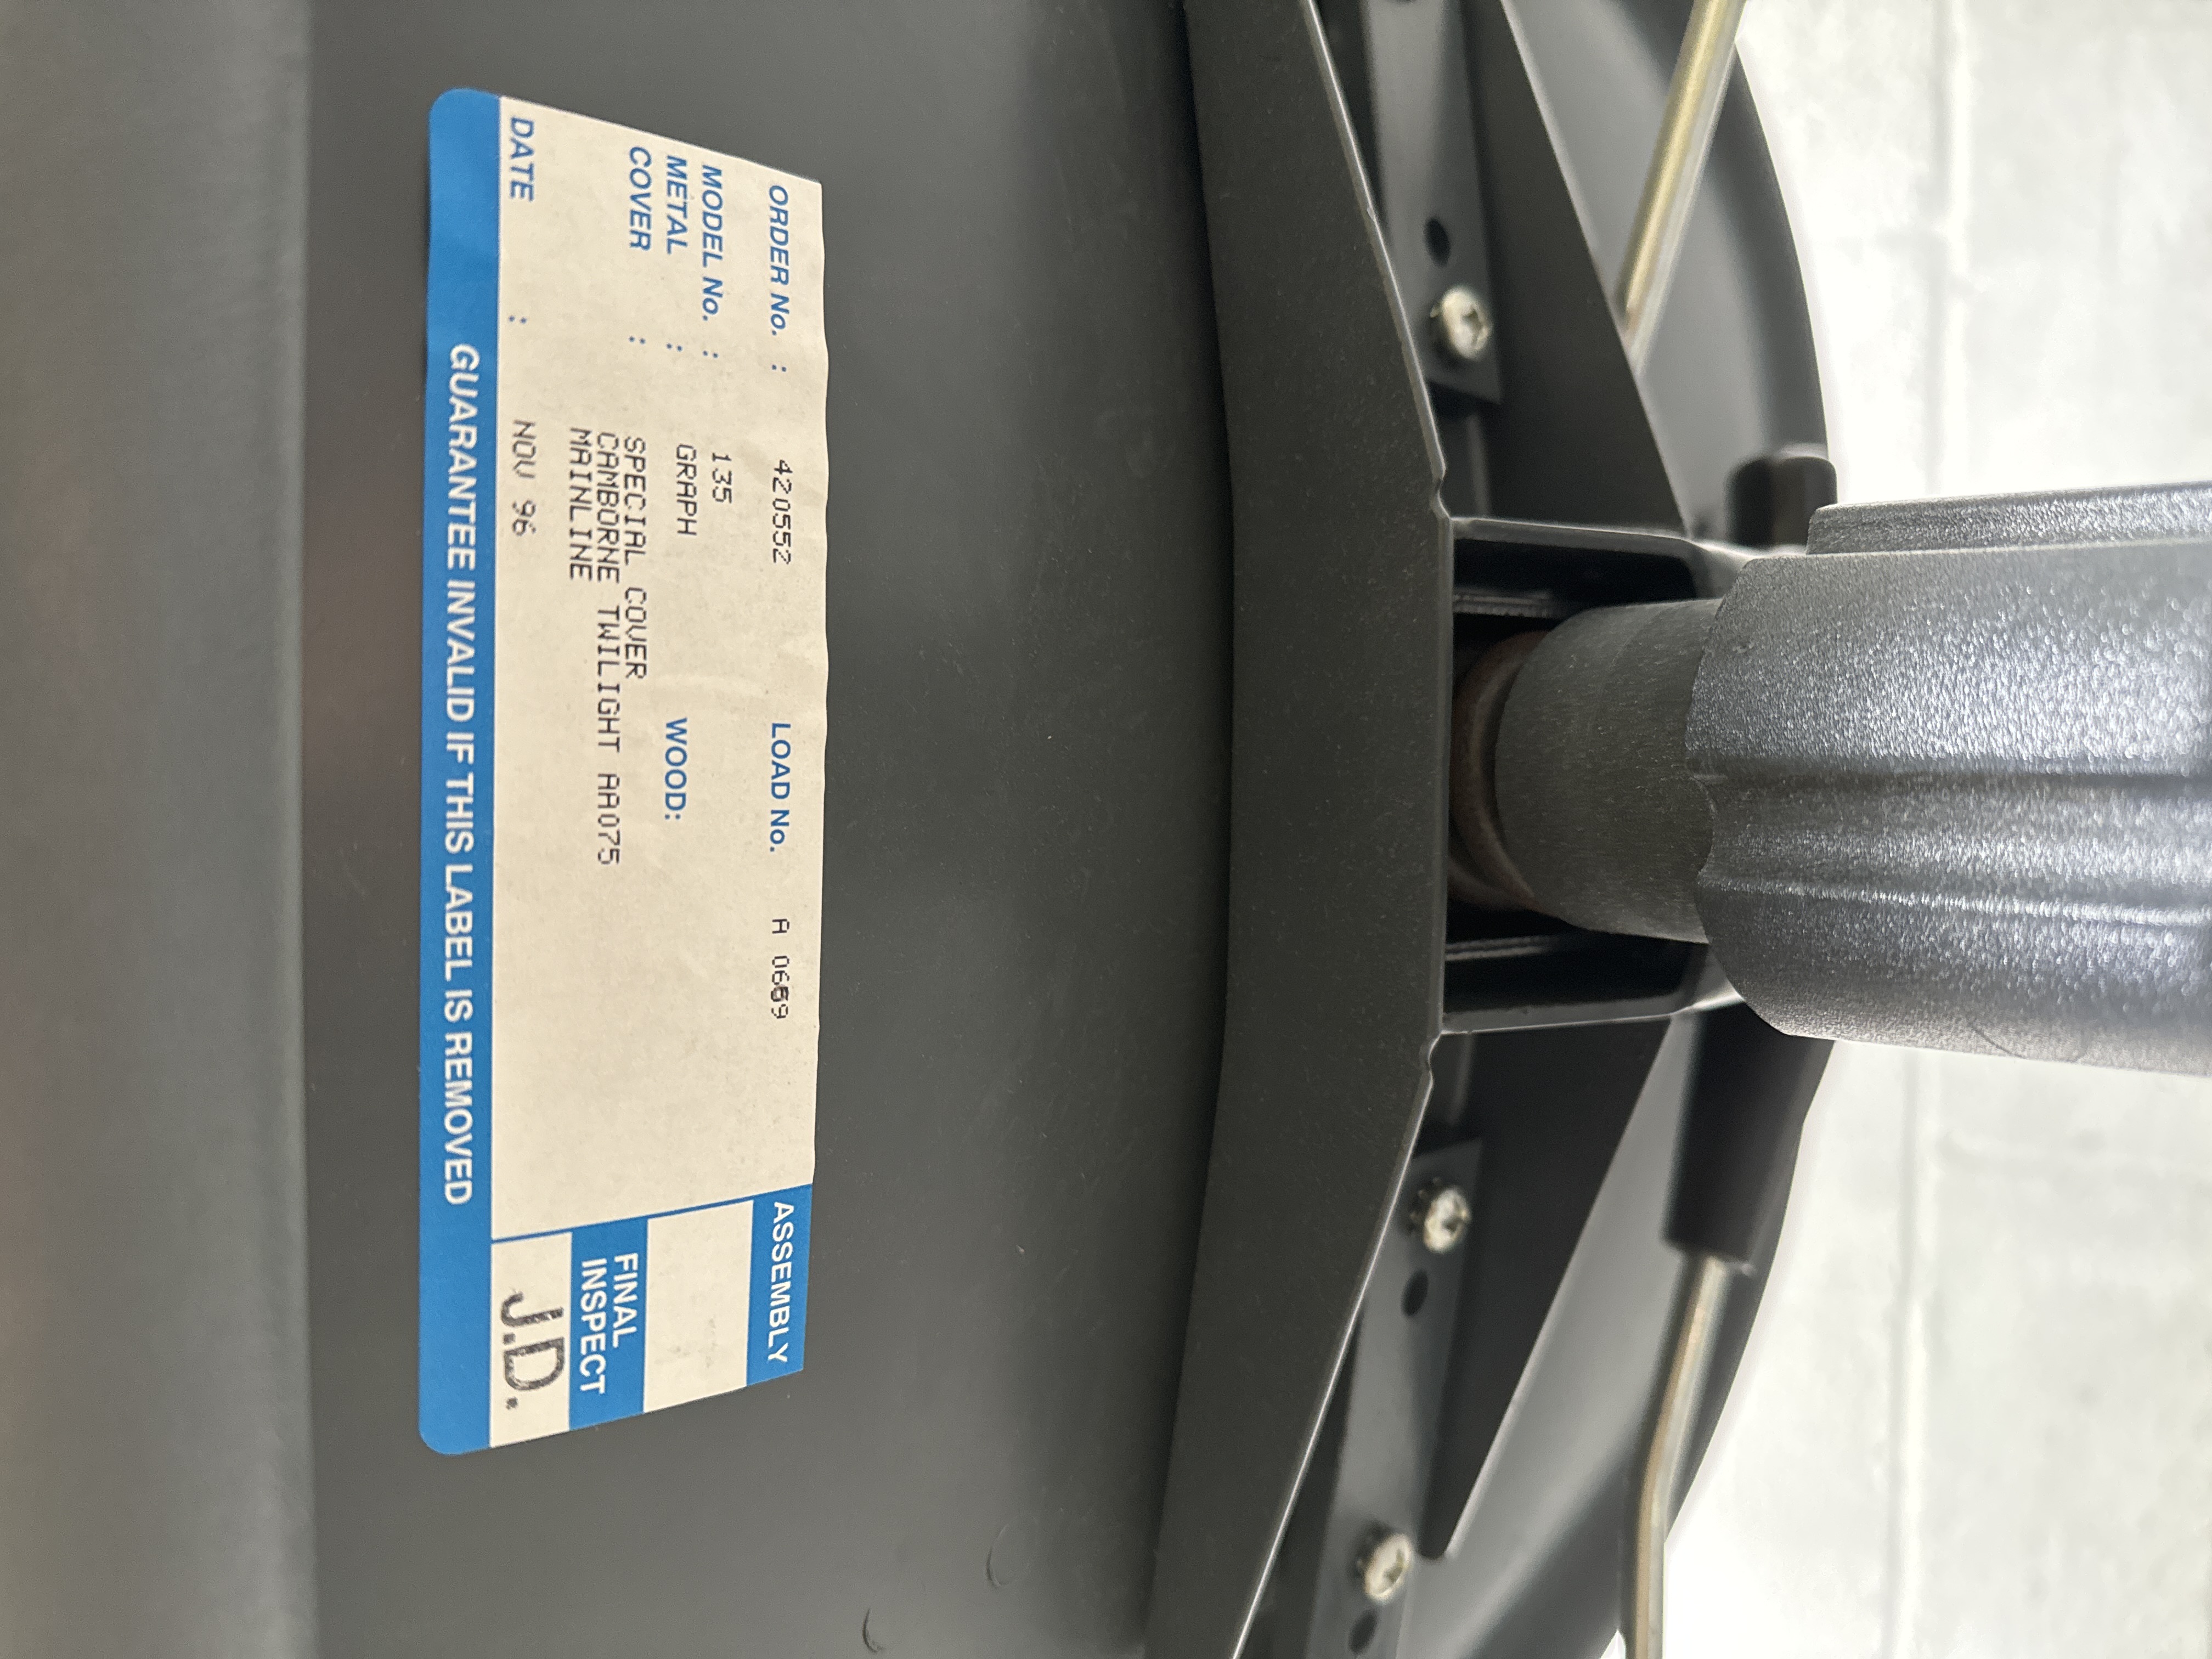 ORDER No. : 420552 LOAD No. A 0669 ASSEMBLY
MODEL No. : 135
METAL : GRAPH WOOD:
COVER : SPECIAL COVER
CAMBORNE TWILIGHT AA075
MAINLINE
FINAL
INSPECT
DATE : NOV 96
J.D.
GUARANTEE INVALID IF THIS LABEL IS REMOVED